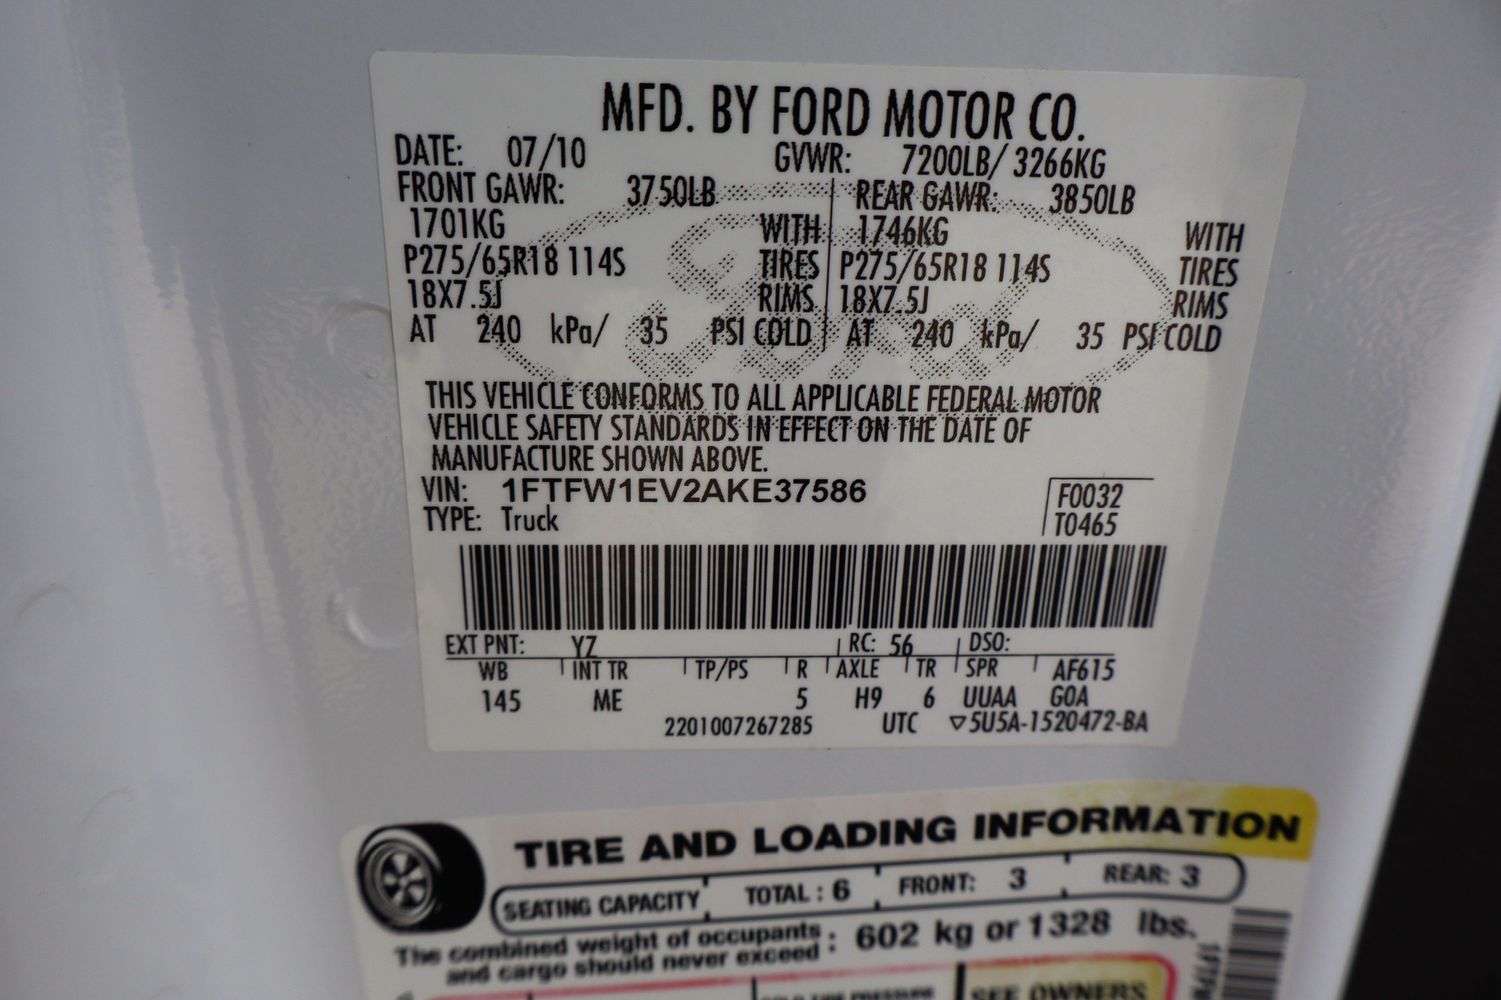 MFD. BY FORD MOTOR CO.
DATE: 07/10 GVWR: 7200LB/ 3266KG
FRONT GAWR: 3750LB REAR GAWR: 3850LB
1701KG WITH 1746KG WITH
P275/65R18 114S TIRES P275/65R18 114S TIRES
18X7.5J RIMS 18X7.5J RIMS
AT 240 kPa/ 35 PSI COLD AT 240 kPa/ 35 PSI COLD
THIS VEHICLE CONFORMS TO ALL APPLICABLE FEDERAL MOTOR
VEHICLE SAFETY STANDARDS IN EFFECT ON THE DATE OF
MANUFACTURE SHOWN ABOVE.
VIN: 1FTFW1EV2AKE37586 F0032
TYPE: Truck T0465
EXT PNT: YZ RC: 56 DSO:
WB INT TR TP/PS R AXLE TR SPR AF615
145 ME 5 H9 6 UUAA GOA
2201007267285 UTC ▽5U5A-1520472-BA
TIRE AND LOADING INFORMATION
SEATING CAPACITY TOTAL : 6 FRONT: 3 REAR: 3
The combined weight of occupants
and cargo should never exceed : 602 kg or 1328 lbs.
SEE OWNERS